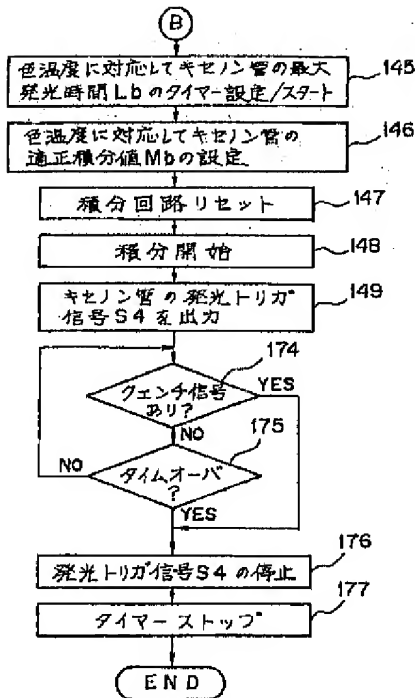 B
色温度に対応してキセノン管の最大
発光時間Lbのタイマー設定/スタート
145
色温度に対応してキセノン管の
適正積分値Mbの設定
146
積分回路リセット
147
積分開始
148
キセノン管の発光トリガ
信号S4を出力
149
174
クエンチ信号
あり?
YES
NO
175
タイムオーバ
?
NO
YES
発光トリガ信号S4の停止
176
タイマーストップ
177
END